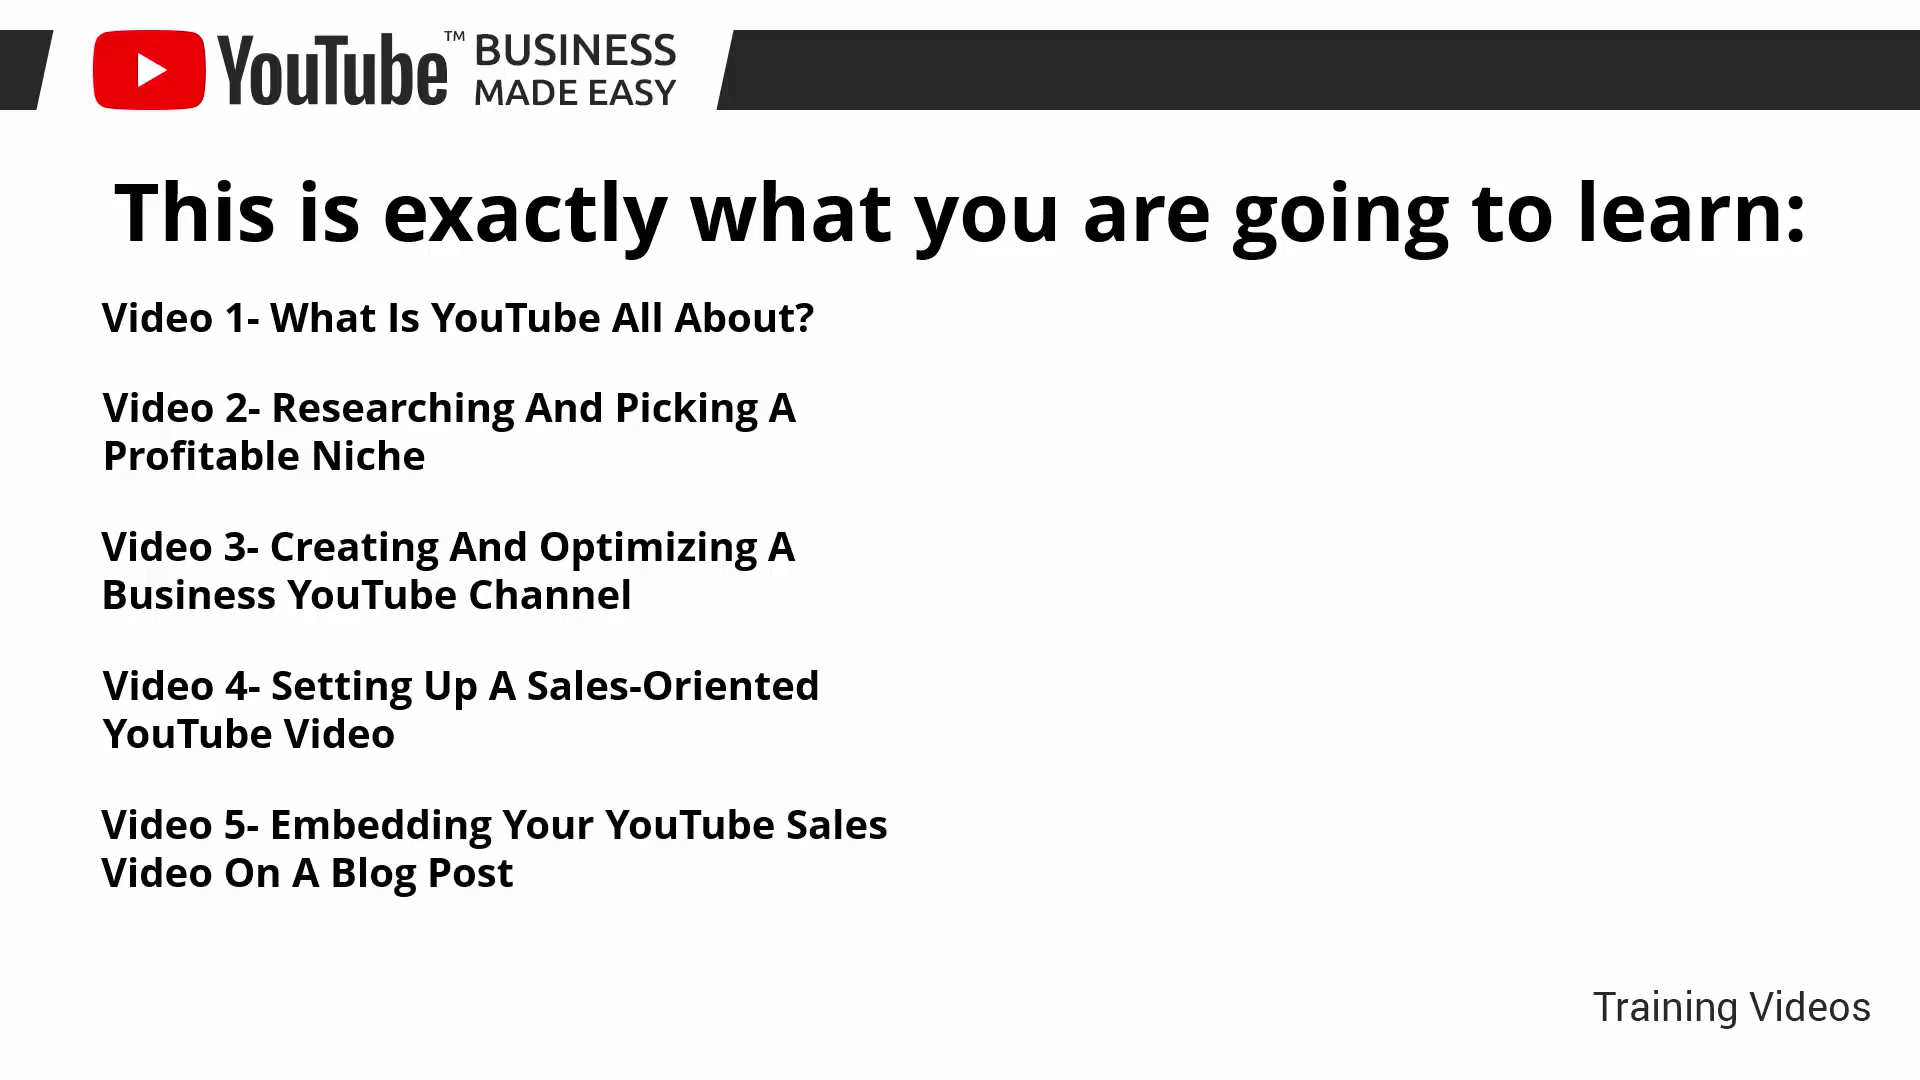 YouTube™ BUSINESS
MADE EASY
This is exactly what you are going to learn:
Video 1- What Is YouTube All About?
Video 2- Researching And Picking A
Profitable Niche
Video 3- Creating And Optimizing A
Business YouTube Channel
Video 4- Setting Up A Sales-Oriented
YouTube Video
Video 5- Embedding Your YouTube Sales
Video On A Blog Post
Training Videos